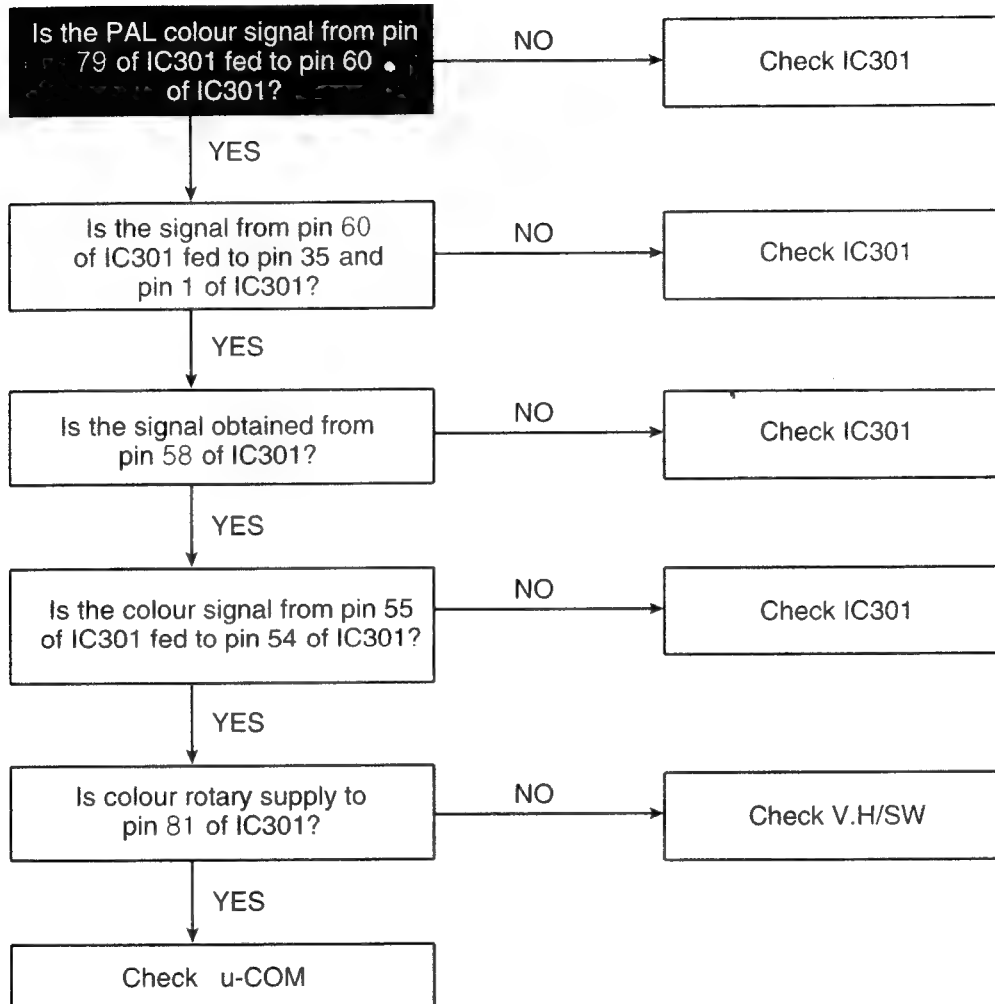 Is the PAL colour signal from pin
79 of IC301 fed to pin 60
of IC301?
NO
Check IC301
YES
Is the signal from pin 60
of IC301 fed to pin 35 and
pin 1 of IC301?
NO
Check IC301
YES
Is the signal obtained from
pin 58 of IC301?
NO
Check IC301
YES
Is the colour signal from pin 55
of IC301 fed to pin 54 of IC301?
NO
Check IC301
YES
Is colour rotary supply to
pin 81 of IC301?
NO
Check V.H/SW
YES
Check u-COM